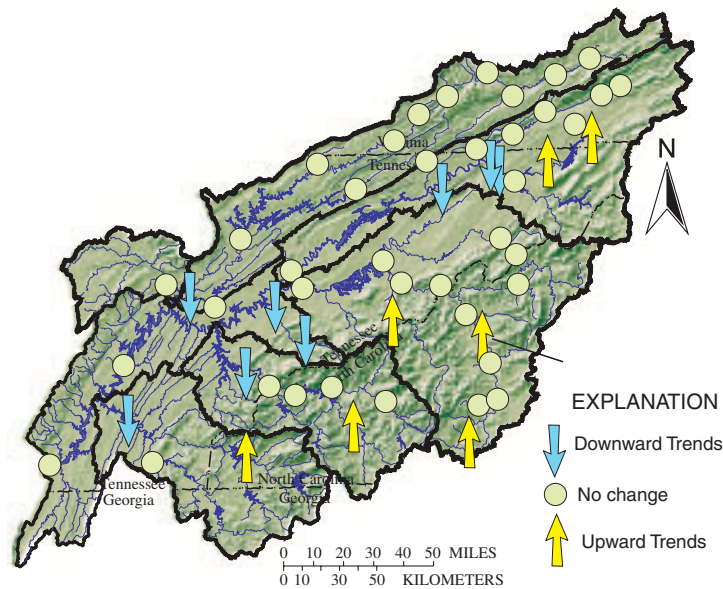 Virginia
Tennessee
N
Tennessee
North Carolina
EXPLANATION
Downward Trends
No change
Upward Trends
Tennessee
Georgia
North Carolina
Georgia
0 10 20 30 40 50 MILES
0 10 30 50 KILOMETERS